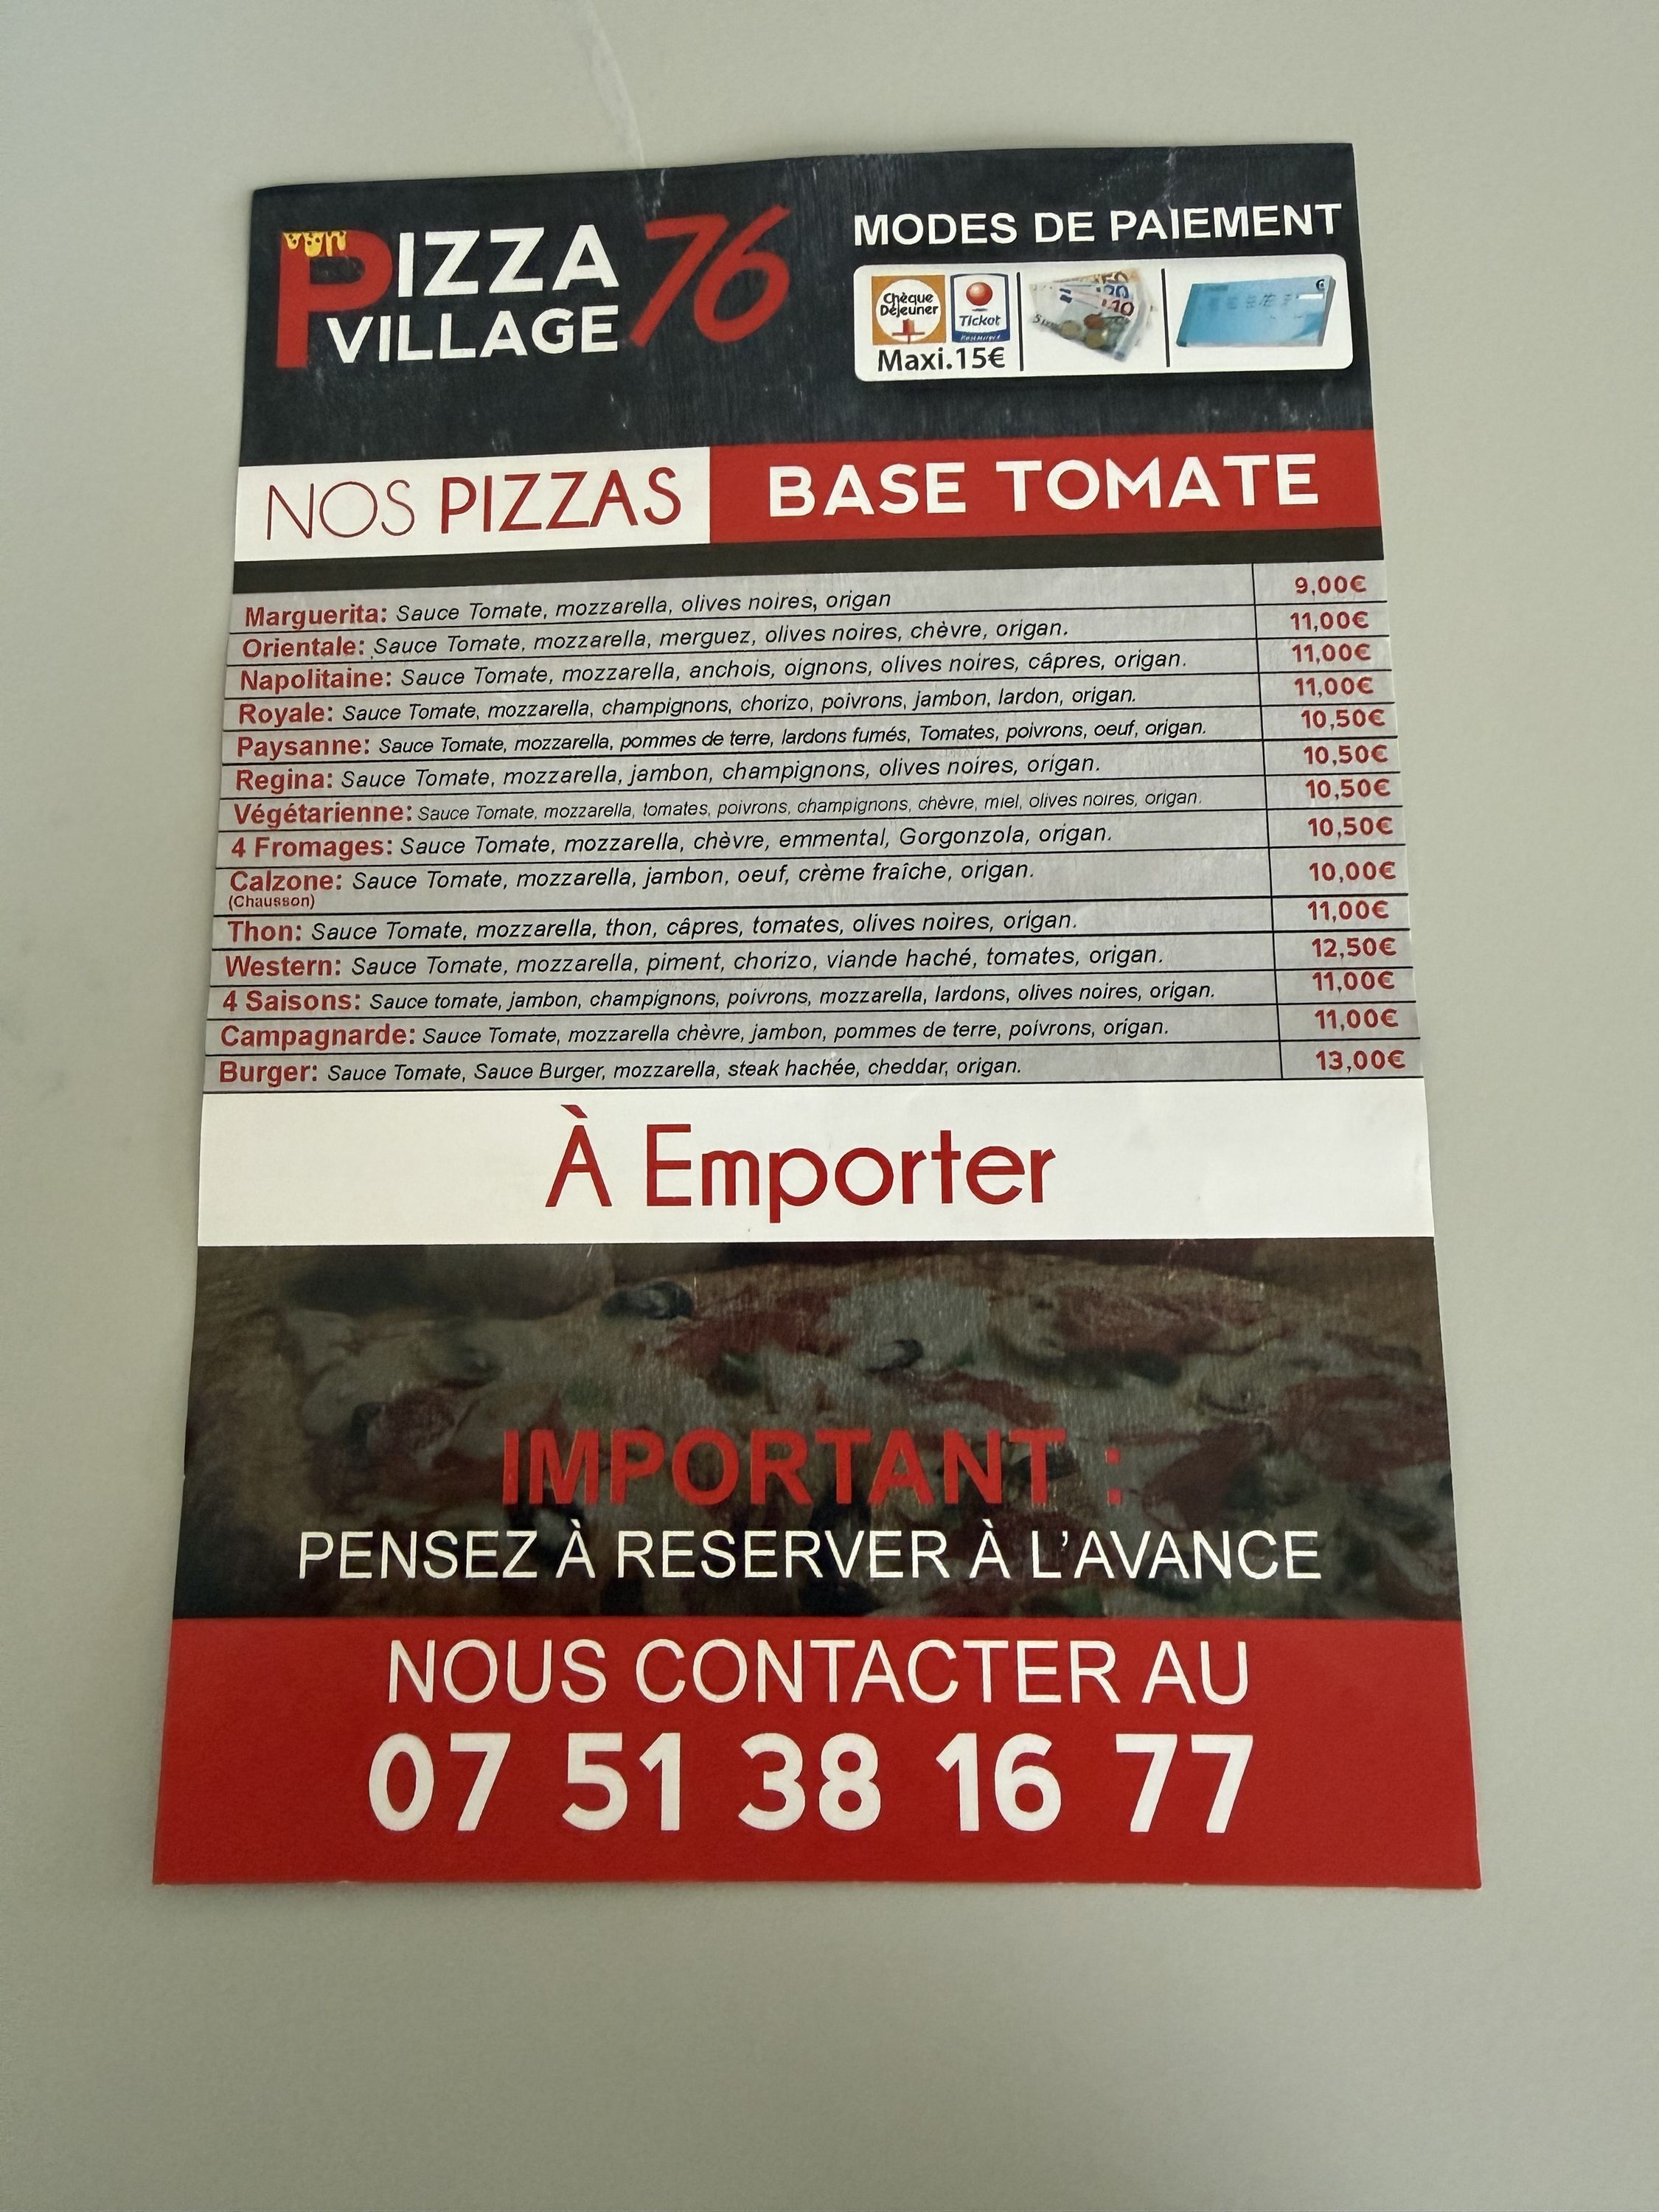 PIZZA
VILLAGE
76
MODES DE PAIEMENT
Chèque
Déjeuner
Ticket
Restaurant
Maxi.15€
NOS PIZZAS
BASE TOMATE
Marguerita: Sauce Tomate, mozzarella, olives noires, origan 9,00€
Orientale: Sauce Tomate, mozzarella, merguez, olives noires, chèvre, origan. 11,00€
Napolitaine: Sauce Tomate, mozzarella, anchois, oignons, olives noires, câpres, origan. 11,00€
Royale: Sauce Tomate, mozzarella, champignons, chorizo, poivrons, jambon, lardon, origan. 11,00€
Paysanne: Sauce Tomate, mozzarella, pommes de terre, lardons fumés, Tomates, poivrons, oeuf, origan. 10,50€
Regina: Sauce Tomate, mozzarella, jambon, champignons, olives noires, origan. 10,50€
Végétarienne: Sauce Tomate, mozzarella, tomates, poivrons, champignons, chèvre, miel, olives noires, origan. 10,50€
4 Fromages: Sauce Tomate, mozzarella, chèvre, emmental, Gorgonzola, origan. 10,50€
Calzone: Sauce Tomate, mozzarella, jambon, oeuf, crème fraîche, origan. 10,00€
(Chausson)
Thon: Sauce Tomate, mozzarella, thon, câpres, tomates, olives noires, origan. 11,00€
Western: Sauce Tomate, mozzarella, piment, chorizo, viande haché, tomates, origan. 12,50€
4 Saisons: Sauce tomate, jambon, champignons, poivrons, mozzarella, lardons, olives noires, origan. 11,00€
Campagnarde: Sauce Tomate, mozzarella chèvre, jambon, pommes de terre, poivrons, origan. 11,00€
Burger: Sauce Tomate, Sauce Burger, mozzarella, steak hachée, cheddar, origan. 13,00€
À Emporter
IMPORTANT :
PENSEZ À RESERVER À L'AVANCE
NOUS CONTACTER AU
07 51 38 16 77